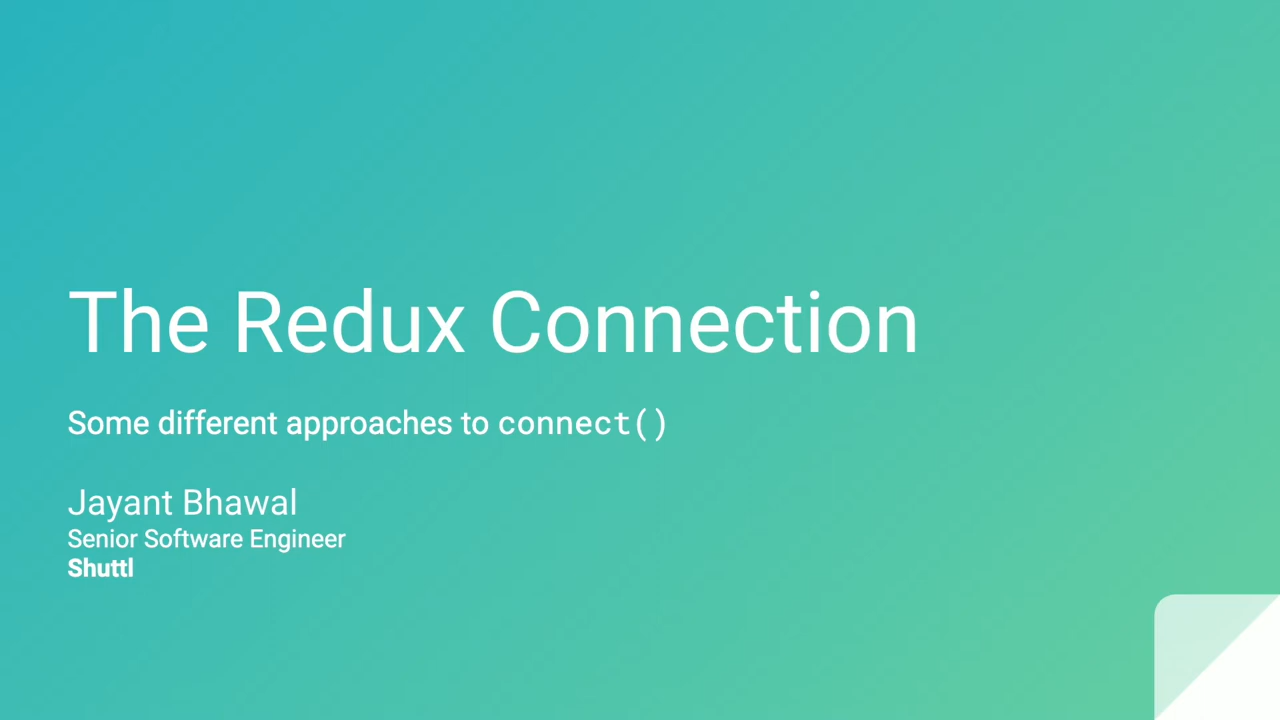 The Redux Connection
Some different approaches to connect()
Jayant Bhawal
Senior Software Engineer
Shuttl